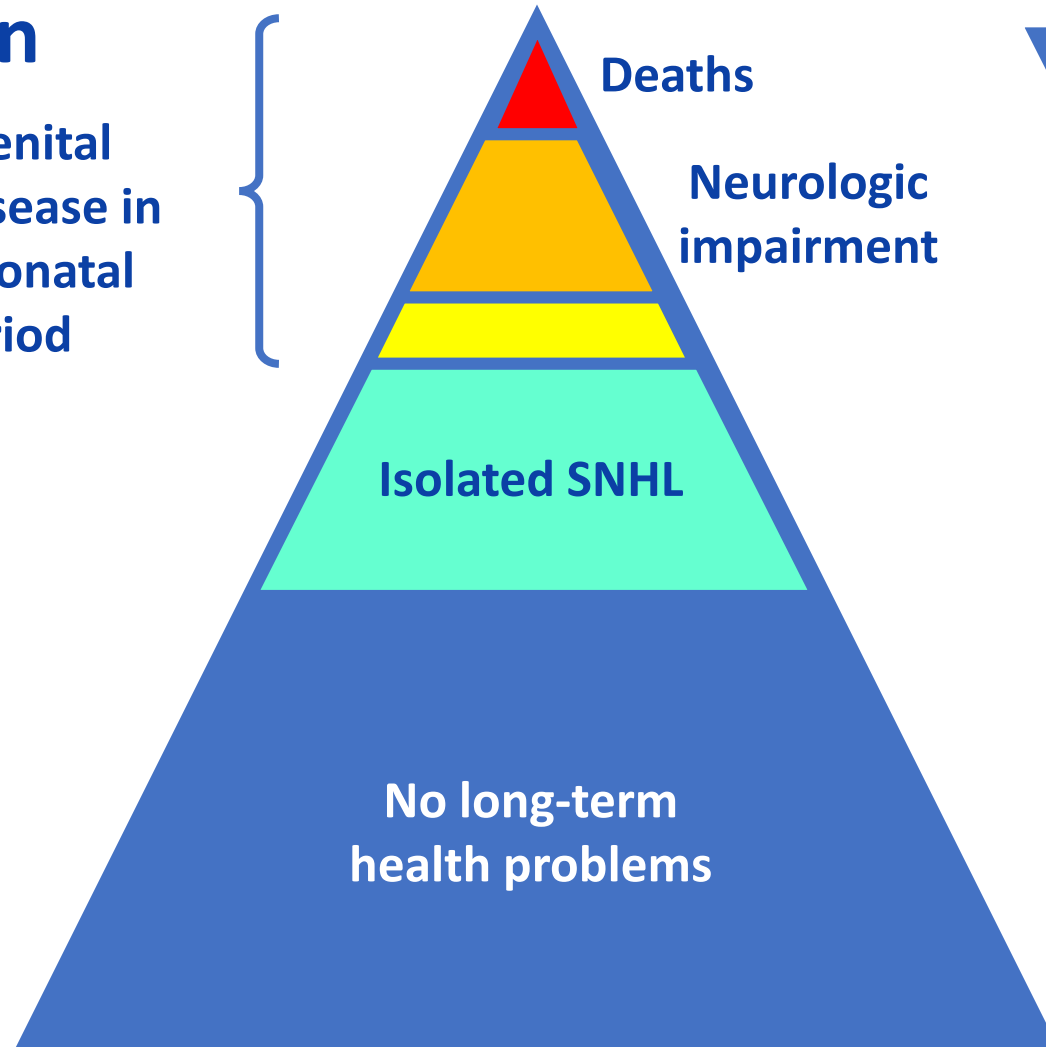 n
enital
sease in
onatal
riod
Deaths
Neurologic
impairment
Isolated SNHL
No long-term
health problems